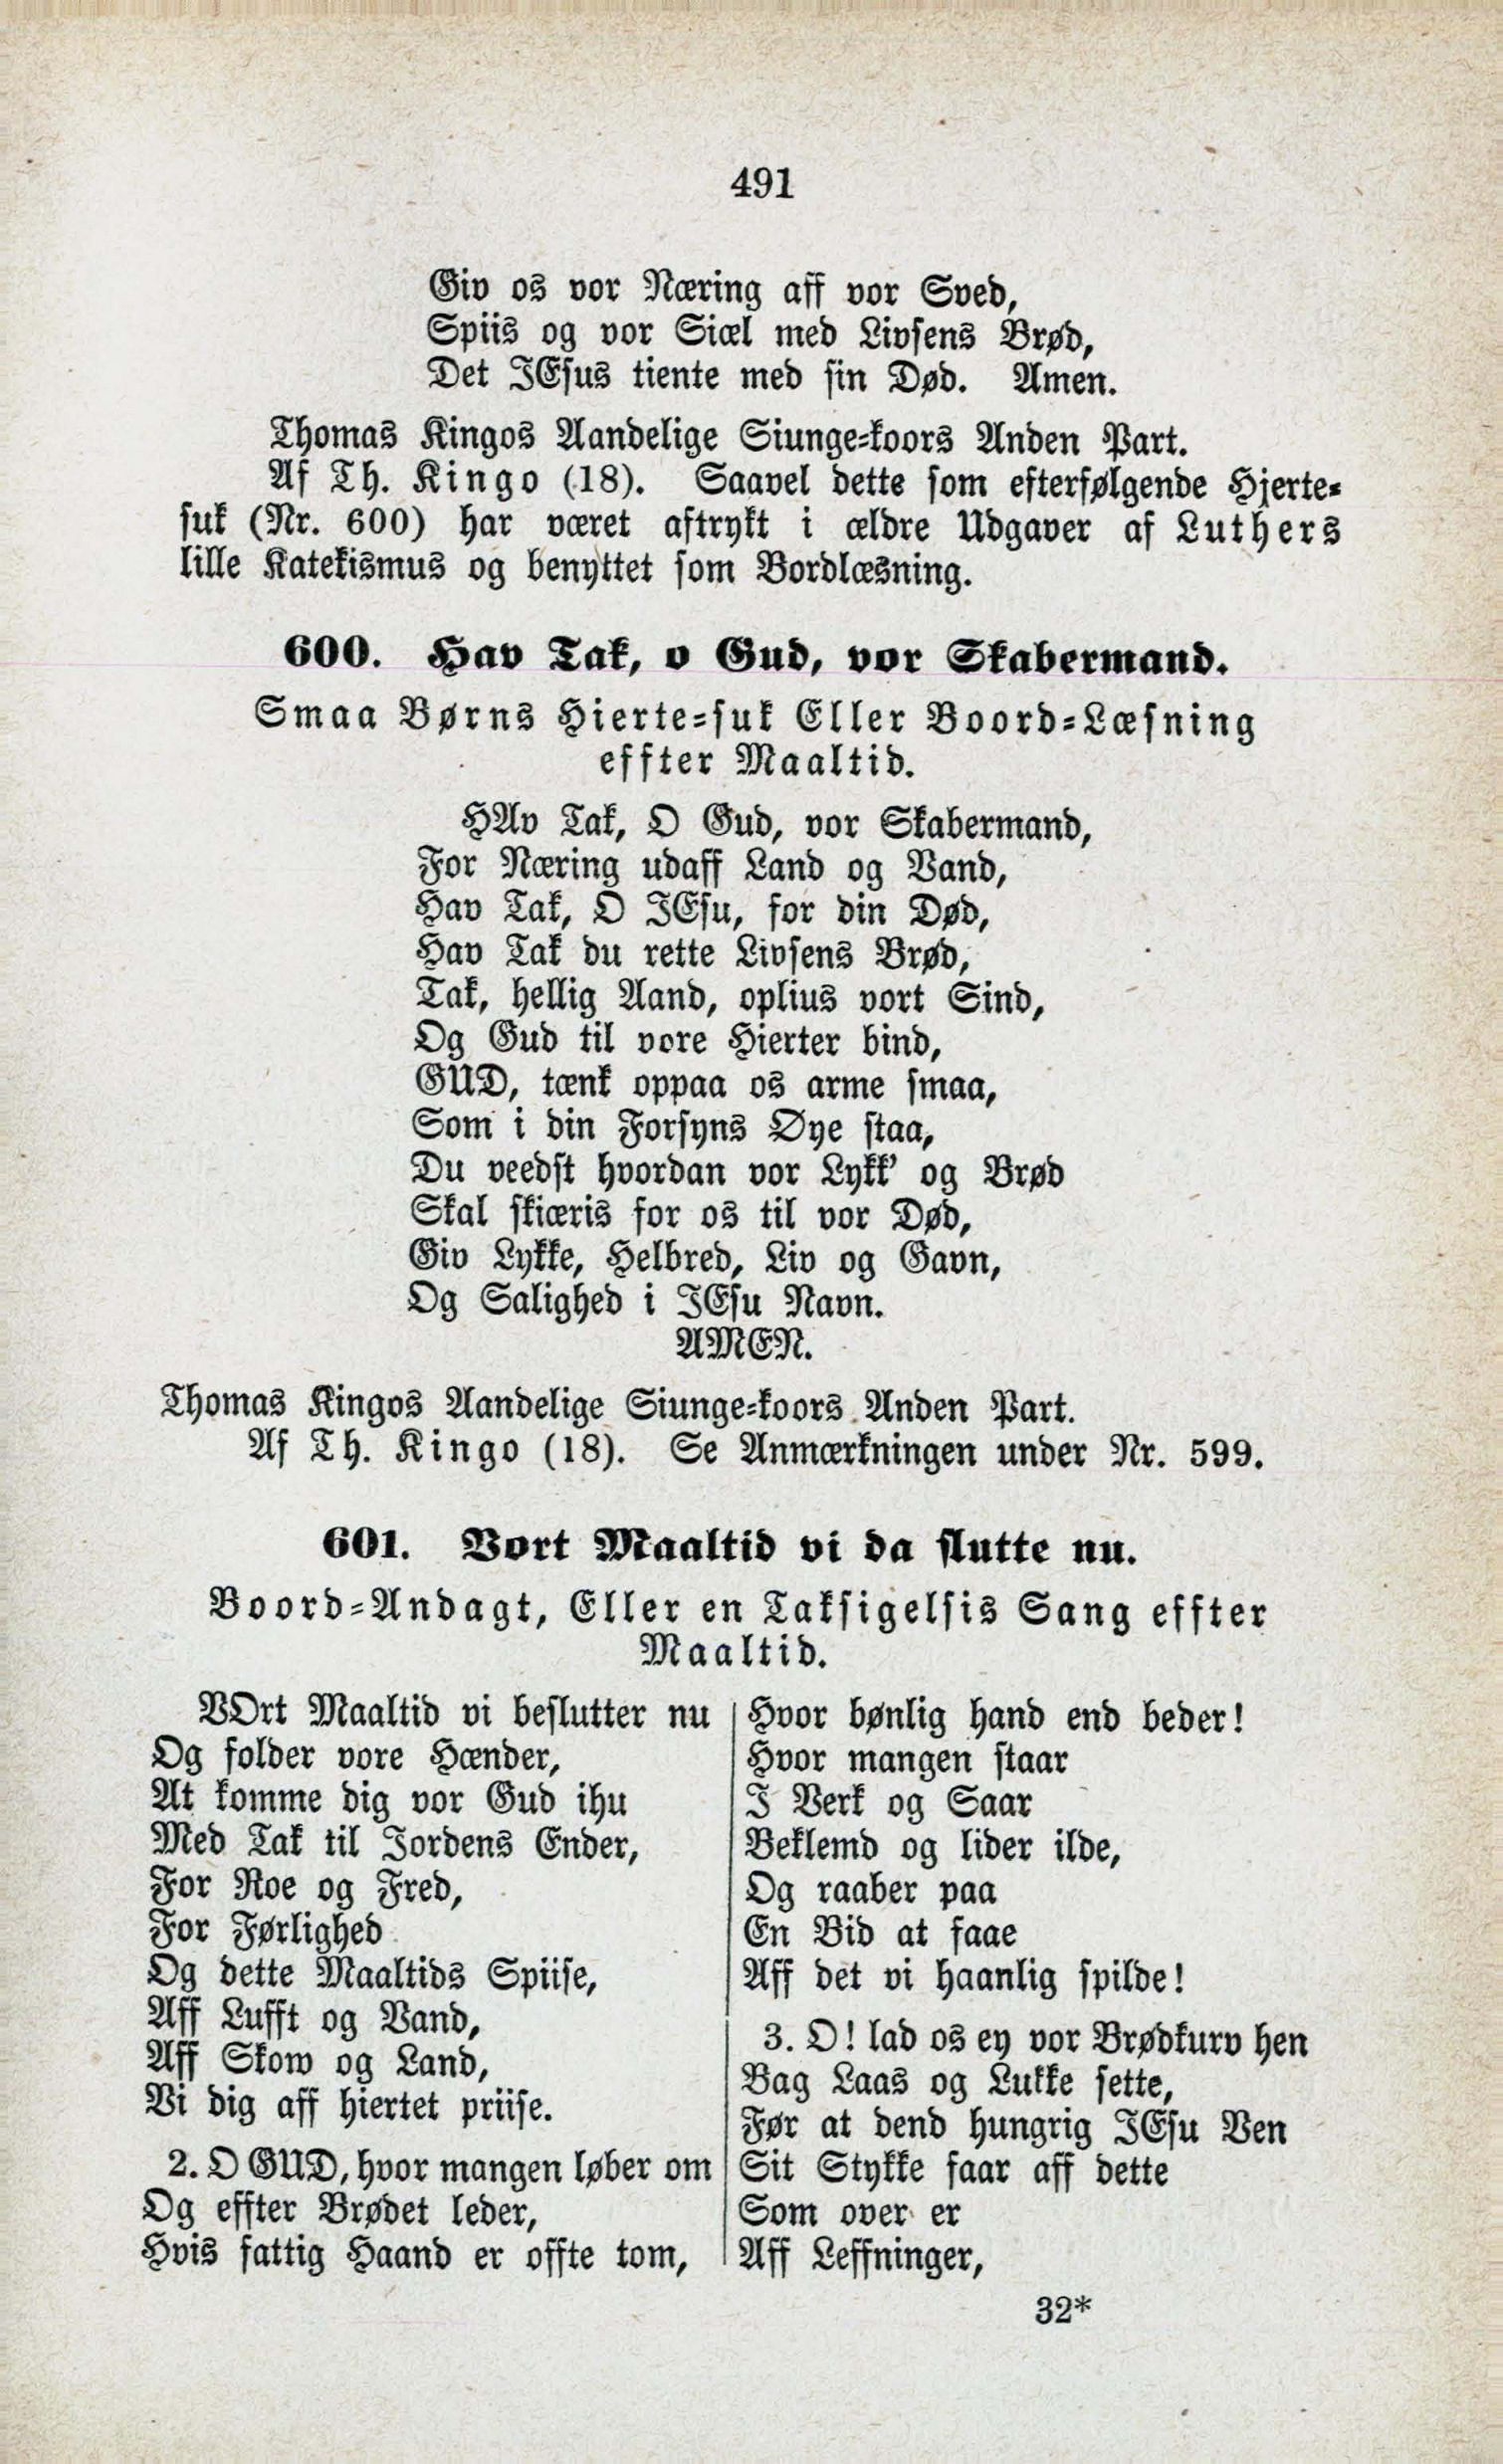 491
Giv os vor Næring aff vor Sved,
Spiis og vor Siæl med Livsens Brød,
Det JEsus tiente med sin Død. Amen.
Thomas Kingos Aandelige Siunge-koors Anden Part.
Af Th. Kingo (18). Saavel dette som efterfølgende Hjerte-
suk (Nr. 600) har været aftrykt i ældre Udgaver af Luthers
lille Katekismus og benyttet som Bordlæsning.
600. Hav Tak, o Gud, vor Skabermand.
Smaa Børns Hierte-suk Eller Boord-Læsning
effter Maaltid.
HAv Tak, O Gud, vor Skabermand,
For Næring udaff Land og Vand,
Hav Tak, O JEsu, for din Død,
Hav Tak du rette Livsens Brød,
Tak, hellig Aand, oplius vort Sind,
Og Gud til vore Hierter bind,
GUD, tænk oppaa os arme smaa,
Som i din Forsyns Øye staa,
Du veedst hvordan vor Lykk' og Brød
Skal skiæris for os til vor Død,
Giv Lykke, Helbred, Liv og Gavn,
Og Salighed i JEsu Navn.
AMEN.
Thomas Kingos Aandelige Siunge-koors Anden Part.
Af Th. Kingo (18). Se Anmærkningen under Nr. 599.
601. Vort Maaltid vi da slutte nu.
Boord-Andagt, Eller en Taksigelsis Sang effter
Maaltid.
VOrt Maaltid vi beslutter nu
Og folder vore Hænder,
At komme dig vor Gud ihu
Med Tak til Jordens Ender,
For Roe og Fred,
For Førlighed
Og dette Maaltids Spiise,
Aff Lufft og Vand,
Aff Skow og Land,
Vi dig aff hiertet priise.
2. O GUD, hvor mangen løber om
Og effter Brødet leder,
Hvis fattig Haand er offte tom,
Hvor bønlig hand end beder!
Hvor mangen staar
I Verk og Saar
Beklemd og lider ilde,
Og raaber paa
En Bid at faae
Aff det vi haanlig spilde!
3. O! lad os ey vor Brødkurv hen
Bag Laas og Lukke sette,
Før at dend hungrig JEsu Ven
Sit Stykke faar aff dette
Som over er
Aff Leffninger,
32*